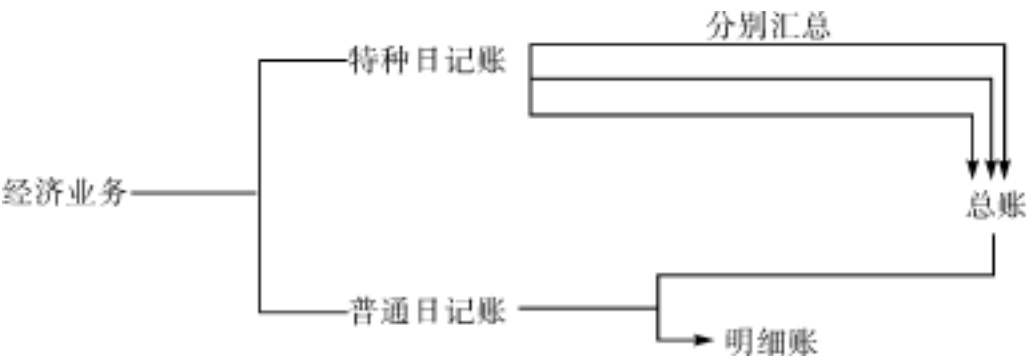 分别汇总
特种日记账
经济业务
总账
普通日记账
明细账